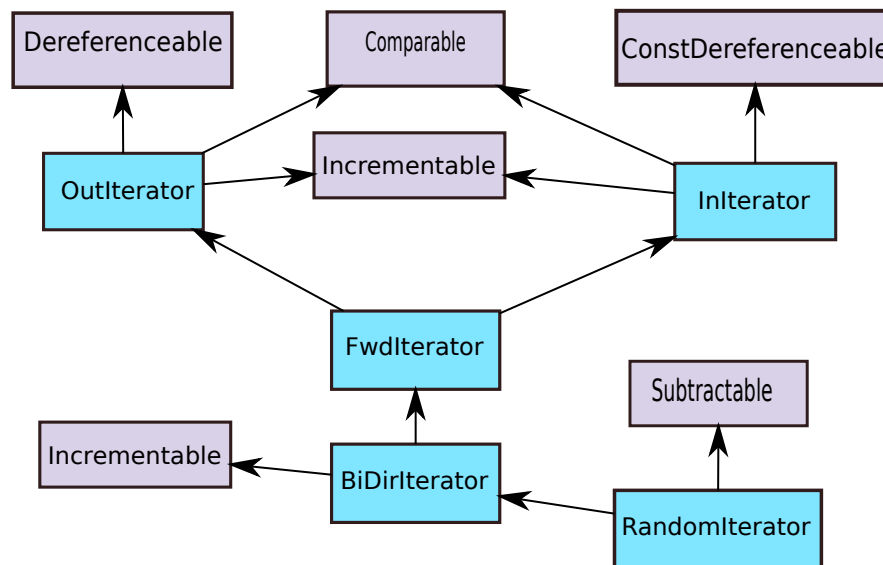 Dereferenceable
Comparable
ConstDereferenceable
Incrementable
OutIterator
InIterator
FwdIterator
Subtractable
Incrementable
BiDirIterator
RandomIterator